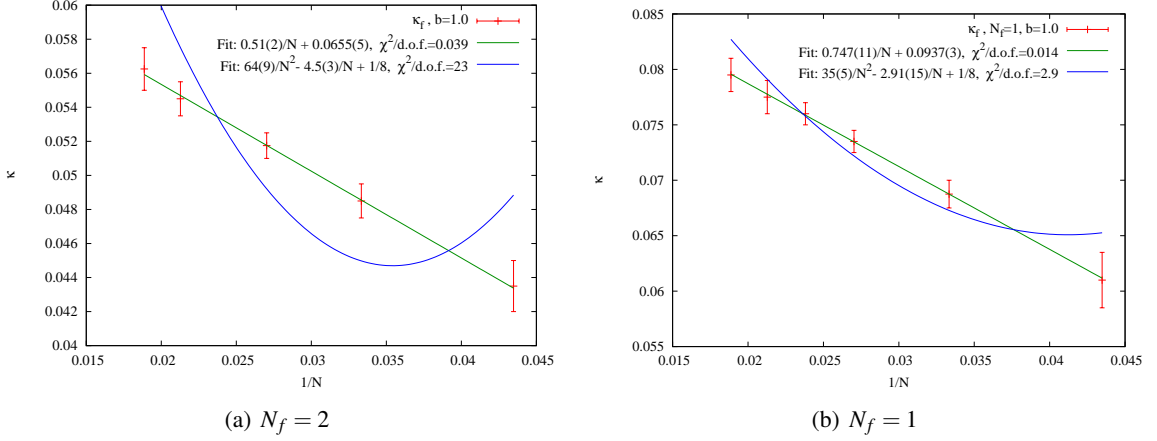 κ_f , b=1.0
Fit: 0.51(2)/N + 0.0655(5), χ²/d.o.f.=0.039
Fit: 64(9)/N²- 4.5(3)/N + 1/8, χ²/d.o.f.=23
0.06
0.058
0.056
0.054
0.052
0.05
0.048
0.046
0.044
0.042
0.04
κ
0.015 0.02 0.025 0.03 0.035 0.04 0.045
1/N
(a) N_f = 2
κ_f , N_f=1, b=1.0
Fit: 0.747(11)/N + 0.0937(3), χ²/d.o.f.=0.014
Fit: 35(5)/N²- 2.91(15)/N + 1/8, χ²/d.o.f.=2.9
0.085
0.08
0.075
0.07
0.065
0.06
0.055
κ
0.015 0.02 0.025 0.03 0.035 0.04 0.045
1/N
(b) N_f = 1